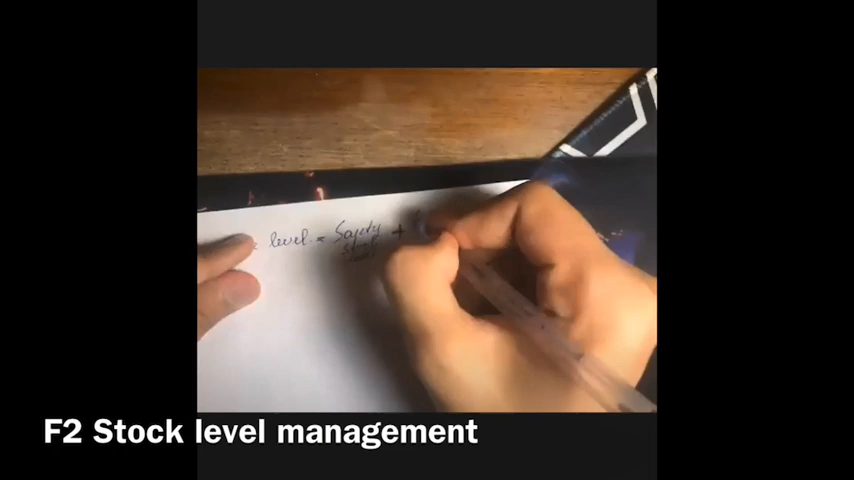 level = Safety +
stock
F2 Stock level management